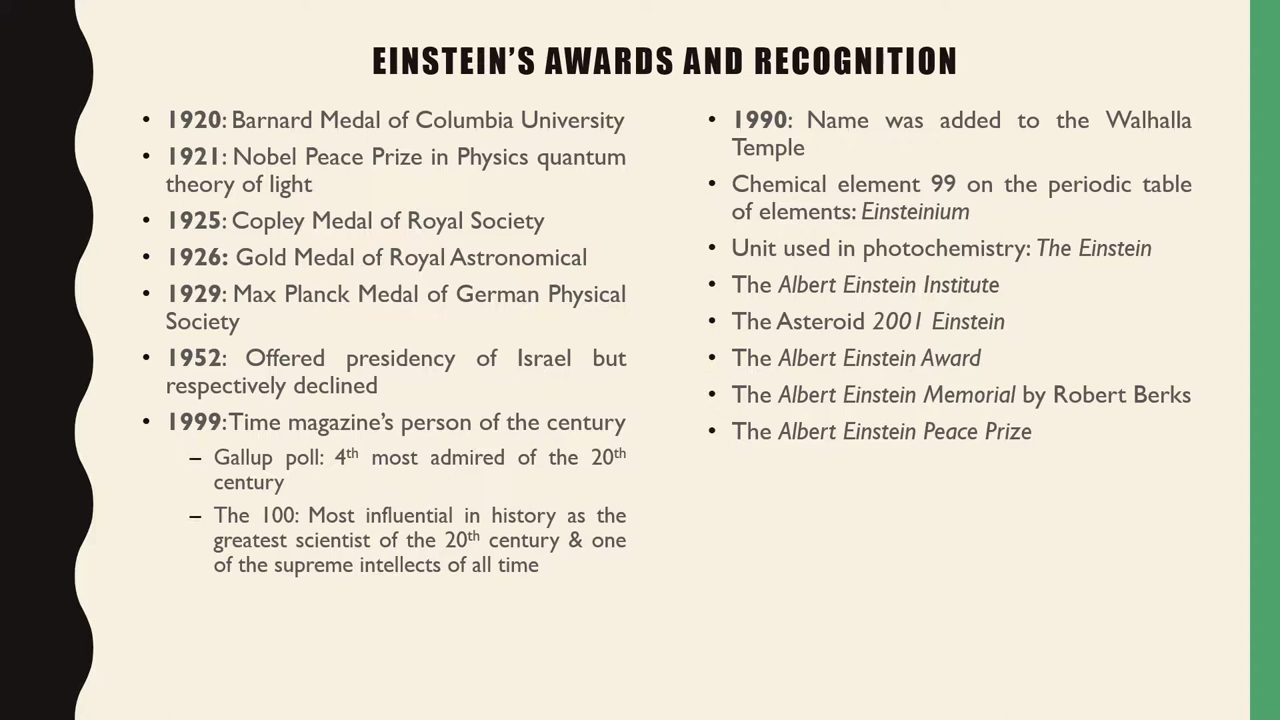 EINSTEIN'S AWARDS AND RECOGNITION
• 1920: Barnard Medal of Columbia University
• 1921: Nobel Peace Prize in Physics quantum
theory of light
• 1925: Copley Medal of Royal Society
• 1926: Gold Medal of Royal Astronomical
• 1929: Max Planck Medal of German Physical
Society
• 1952: Offered presidency of Israel but
respectively declined
• 1999: Time magazine's person of the century
– Gallup poll: 4th most admired of the 20th
century
– The 100: Most influential in history as the
greatest scientist of the 20th century & one
of the supreme intellects of all time
• 1990: Name was added to the Walhalla
Temple
• Chemical element 99 on the periodic table
of elements: Einsteinium
• Unit used in photochemistry: The Einstein
• The Albert Einstein Institute
• The Asteroid 2001 Einstein
• The Albert Einstein Award
• The Albert Einstein Memorial by Robert Berks
• The Albert Einstein Peace Prize